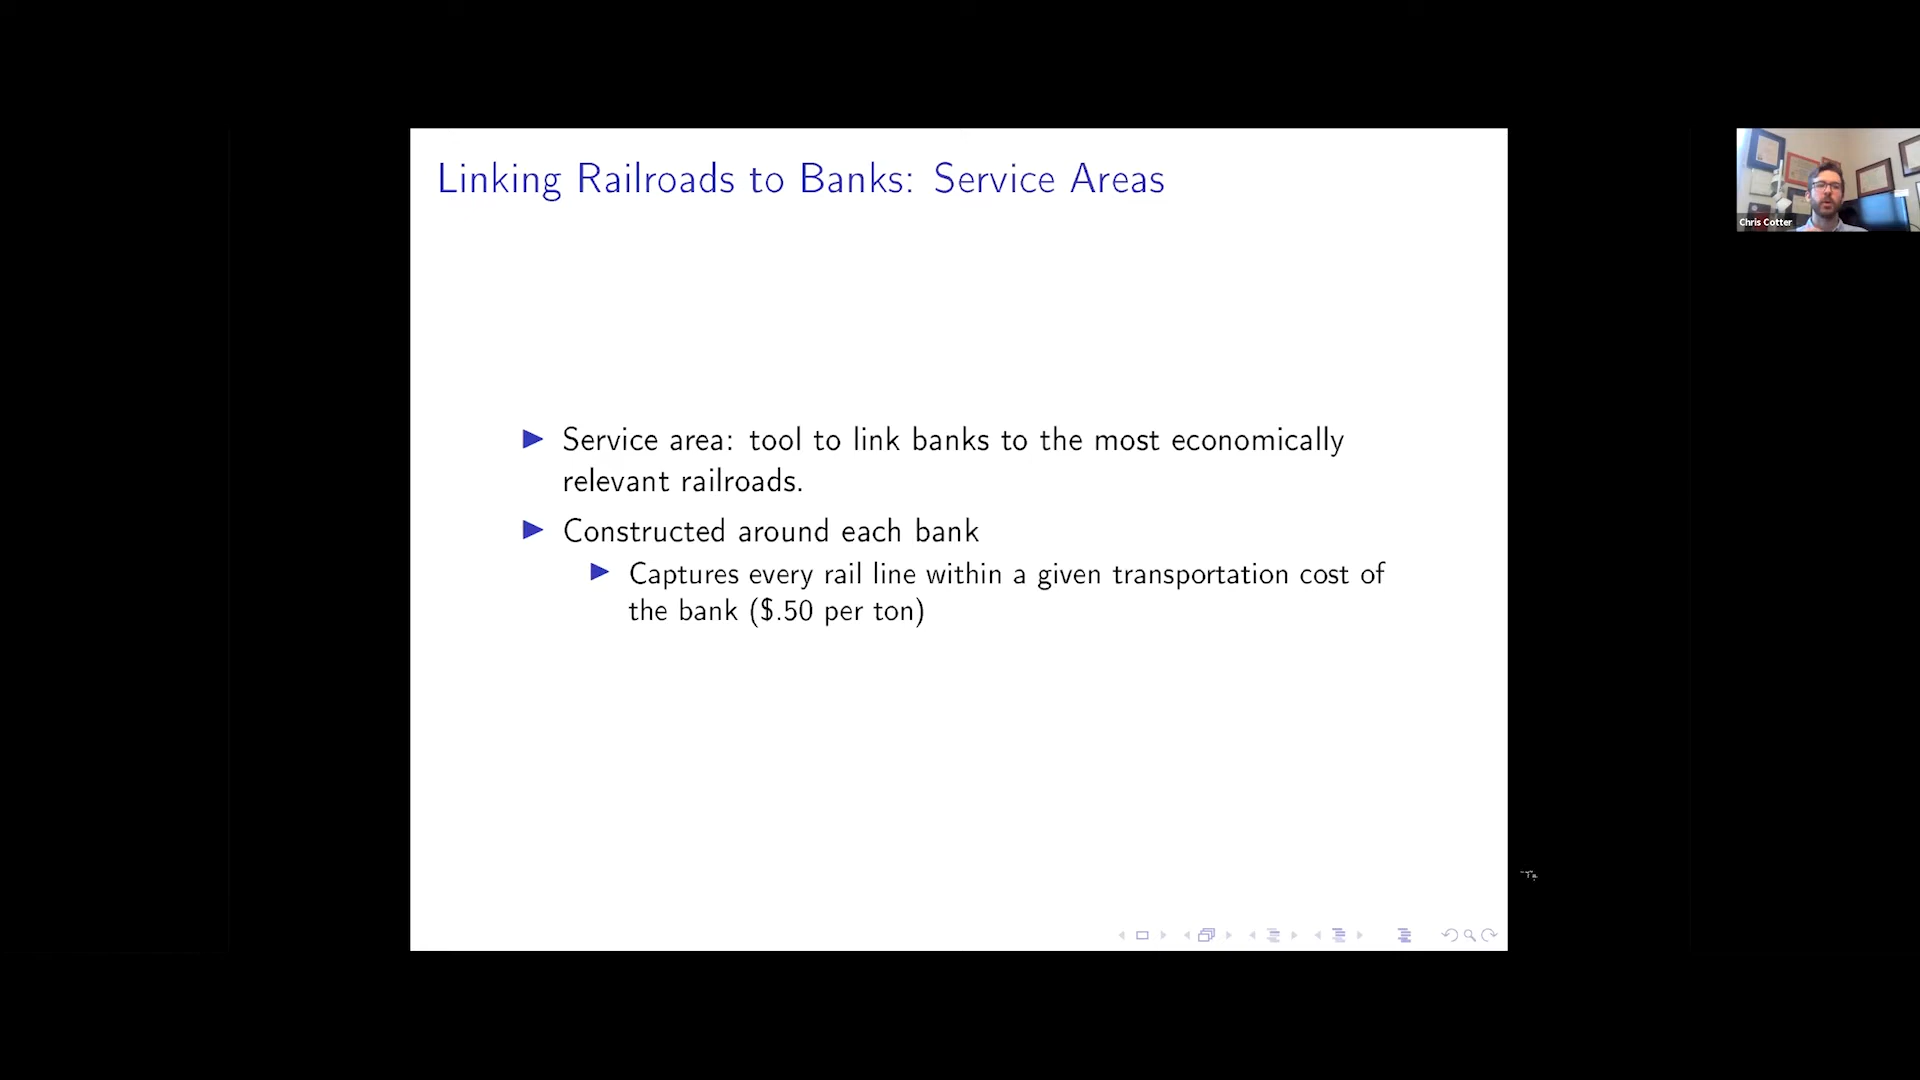 Linking Railroads to Banks: Service Areas
Chris Cotter
Service area: tool to link banks to the most economically
relevant railroads.
Constructed around each bank
Captures every rail line within a given transportation cost of
the bank ($.50 per ton)